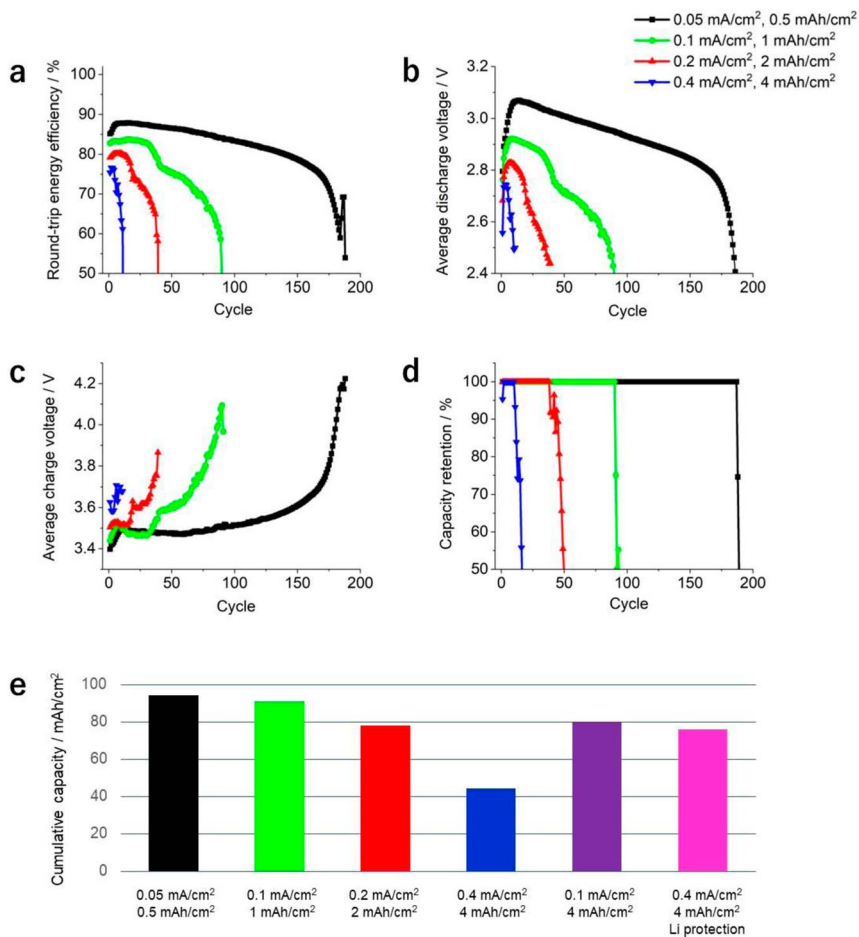 0.05 mA/cm², 0.5 mAh/cm²
0.1 mA/cm², 1 mAh/cm²
0.2 mA/cm², 2 mAh/cm²
0.4 mA/cm², 4 mAh/cm²
a
Round-trip energy efficiency / %
100
90
80
70
60
50
0
50
100
150
200
Cycle
b
Average discharge voltage / V
3.2
3.0
2.8
2.6
2.4
0
50
100
150
200
Cycle
c
Average charge voltage / V
4.2
4.0
3.8
3.6
3.4
0
50
100
150
200
Cycle
d
Capacity retention / %
100
90
80
70
60
50
0
50
100
150
200
Cycle
e
Cumulative capacity / mAh/cm²
100
80
60
40
20
0
0.05 mA/cm²
0.5 mAh/cm²
0.1 mA/cm²
1 mAh/cm²
0.2 mA/cm²
2 mAh/cm²
0.4 mA/cm²
4 mAh/cm²
0.1 mA/cm²
4 mAh/cm²
0.4 mA/cm²
4 mAh/cm²
Li protection